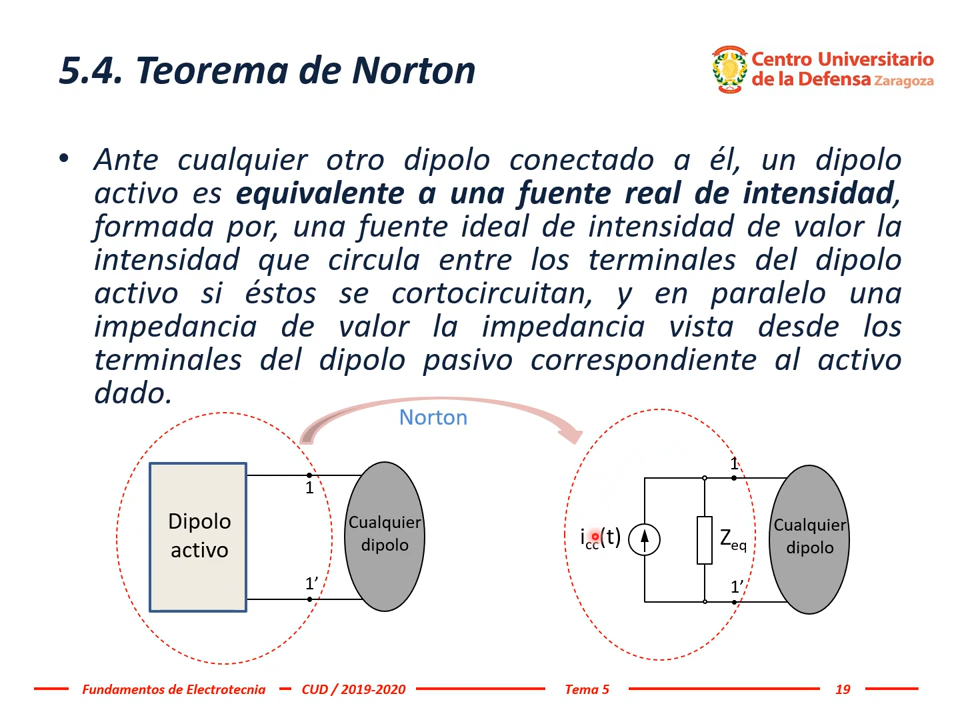 5.4. Teorema de Norton
Centro Universitario
de la Defensa Zaragoza
• Ante cualquier otro dipolo conectado a él, un dipolo
activo es equivalente a una fuente real de intensidad,
formada por, una fuente ideal de intensidad de valor la
intensidad que circula entre los terminales del dipolo
activo si éstos se cortocircuitan, y en paralelo una
impedancia de valor la impedancia vista desde los
terminales del dipolo pasivo correspondiente al activo
dado.
Norton
Dipolo
activo
1
1’
Cualquier
dipolo
icc(t)
Zeq
1
1’
Cualquier
dipolo
Fundamentos de Electrotecnia
CUD / 2019-2020
Tema 5
19